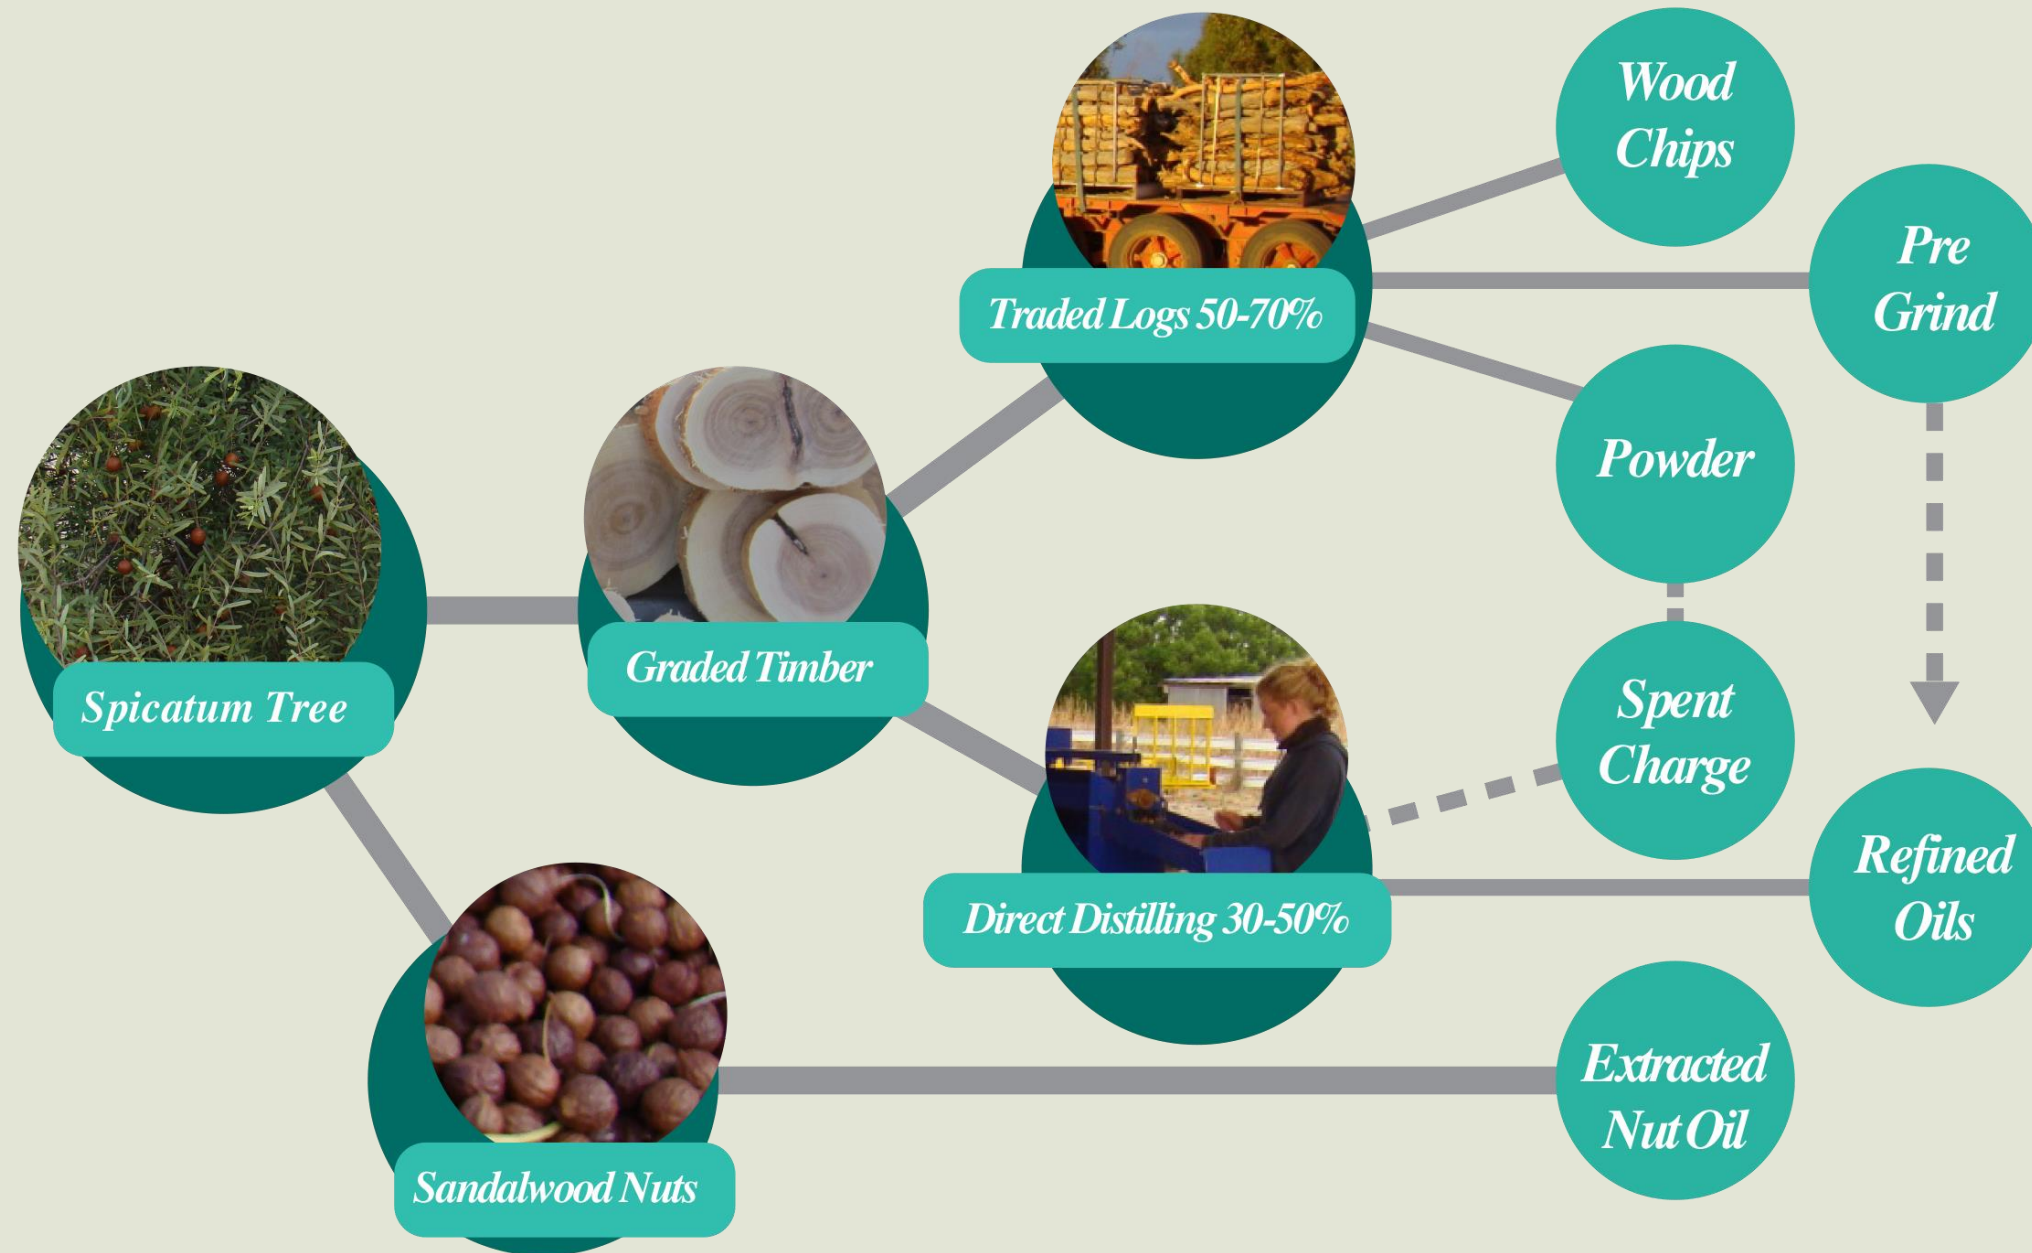 Wood
Chips
Pre
Grind
Traded Logs 50-70%
Powder
Graded Timber
Spicatum Tree
Spent
Charge
Refined
Oils
Direct Distilling 30-50%
Extracted
Nut Oil
Sandalwood Nuts